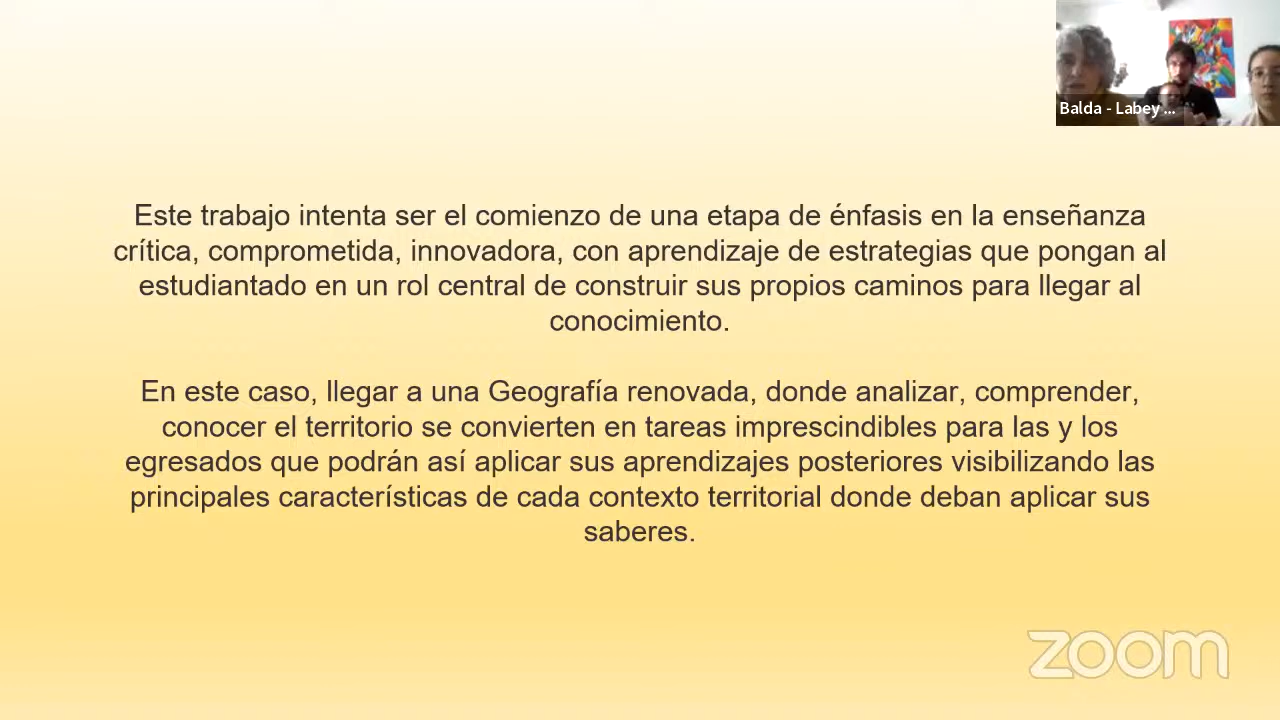 Balda - Labey ...
Este trabajo intenta ser el comienzo de una etapa de énfasis en la enseñanza
crítica, comprometida, innovadora, con aprendizaje de estrategias que pongan al
estudiantado en un rol central de construir sus propios caminos para llegar al
conocimiento.
En este caso, llegar a una Geografía renovada, donde analizar, comprender,
conocer el territorio se convierten en tareas imprescindibles para las y los
egresados que podrán así aplicar sus aprendizajes posteriores visibilizando las
principales características de cada contexto territorial donde deban aplicar sus
saberes.
zoom